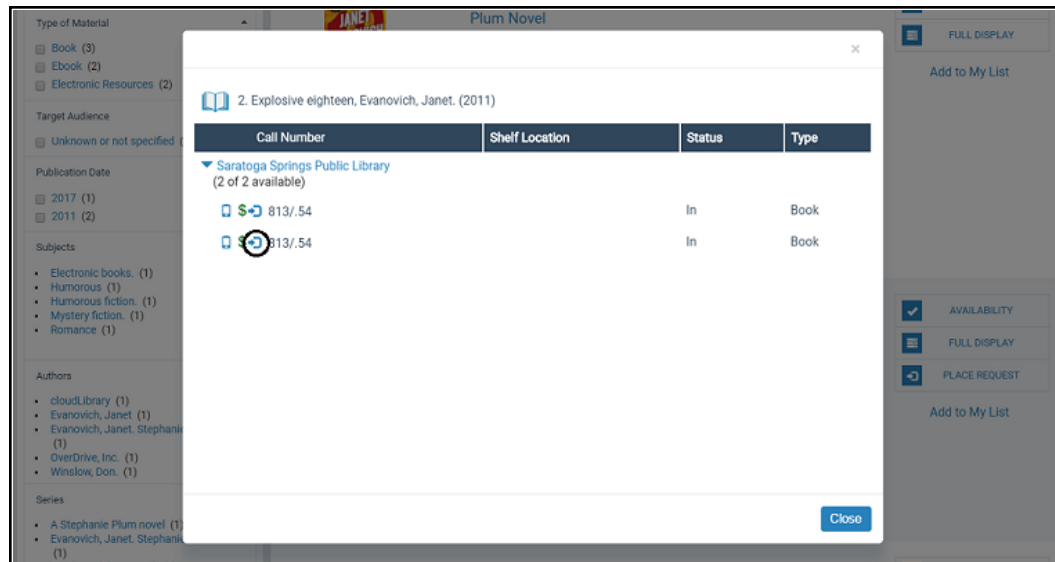 Type of Material
Book (3)
Ebook (2)
Electronic Resources (2)
Target Audience
Unknown or not specified (
Publication Date
2017 (1)
2011 (2)
Subjects
Electronic books. (1)
Humorous (1)
Humorous fiction. (1)
Mystery fiction. (1)
Romance (1)
Authors
cloudLibrary (1)
Evanovich, Janet (1)
Evanovich, Janet. Stephanie
(1)
OverDrive, Inc. (1)
Winslow, Don. (1)
Series
A Stephanie Plum novel (1)
Evanovich, Janet. Stephanie
(1)
JANET
Plum Novel
×
2. Explosive eighteen, Evanovich, Janet. (2011)
Call Number Shelf Location Status Type
Saratoga Springs Public Library
(2 of 2 available)
$ 813/.54 In Book
$ 813/.54 In Book
Close
FULL DISPLAY
Add to My List
AVAILABILITY
FULL DISPLAY
PLACE REQUEST
Add to My List